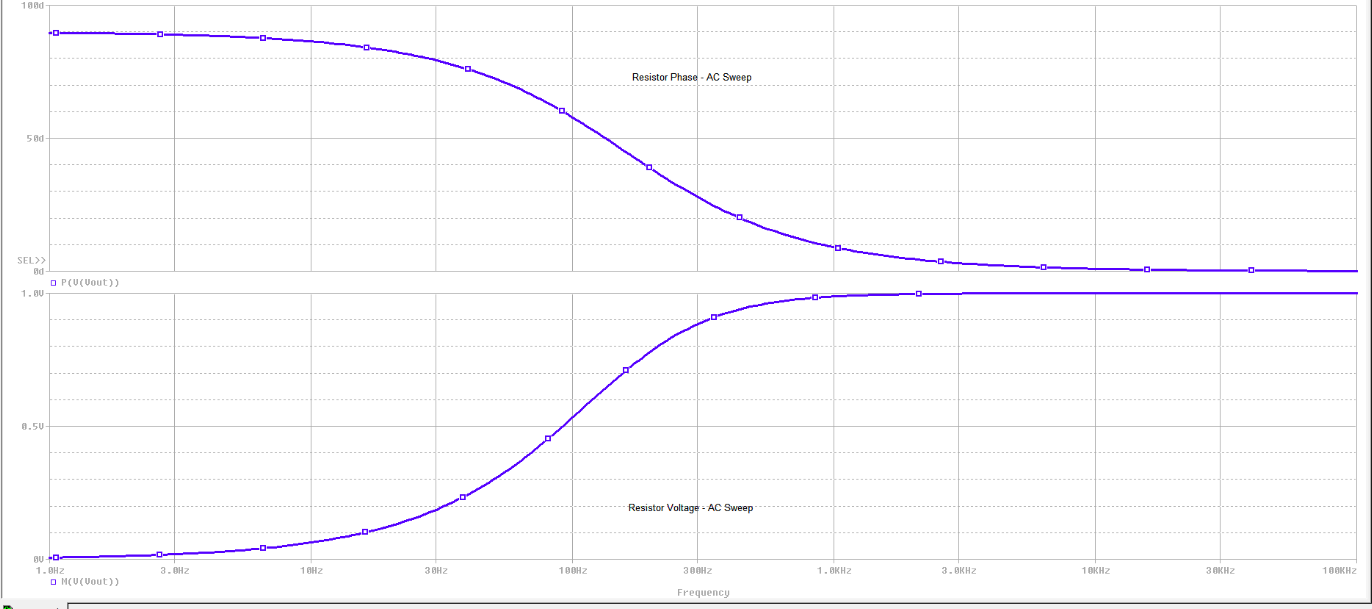 100d
Resistor Phase - AC Sweep
50d
SEL>>
0d
P(V(Vout))
1.0V
0.5V
Resistor Voltage - AC Sweep
0V
1.0Hz 3.0Hz 10Hz 30Hz 100Hz 300Hz 1.0KHz 3.0KHz 10KHz 30KHz 100KHz
M(V(Vout))
Frequency